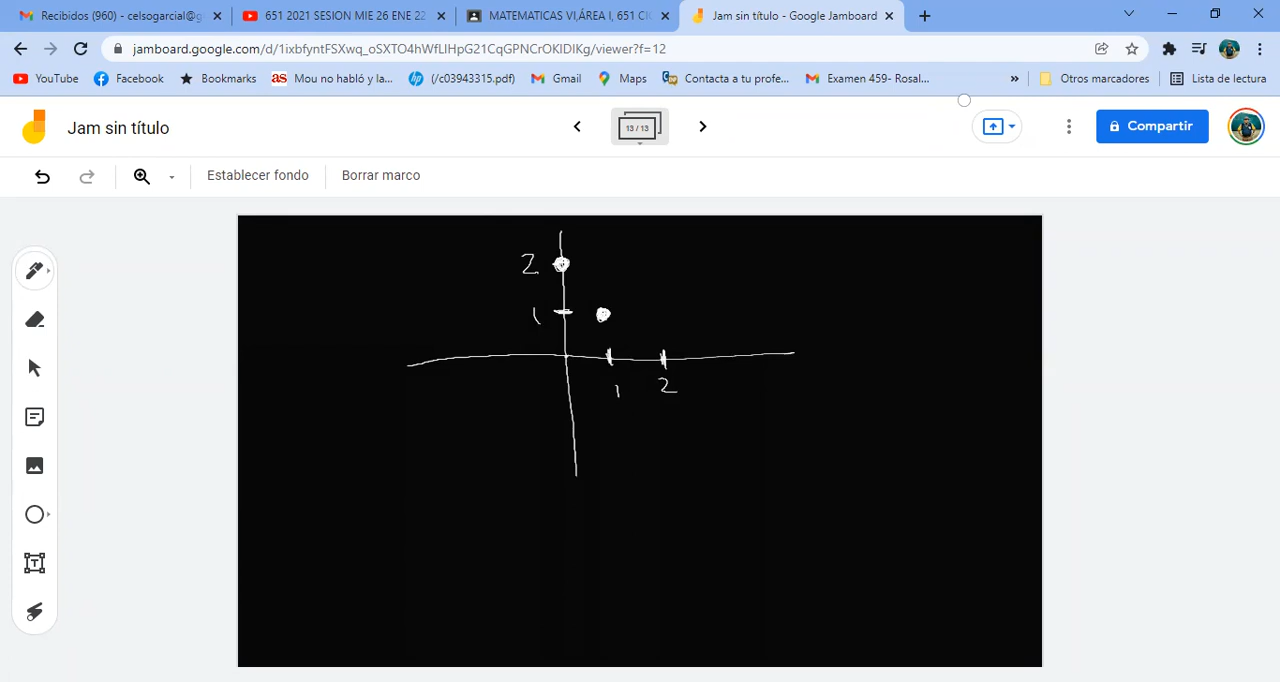 Recibidos (960) - celsogarcial@g
651 2021 SESION MIE 26 ENE 22
MATEMATICAS VI,ÁREA I, 651 CIC
Jam sin título - Google Jamboard
jamboard.google.com/d/1ixbfyntFSXwq_oSXTO4hWfLIHpG21CqGPNCrOKIDIKg/viewer?f=12
YouTube
Facebook
Bookmarks
as Mou no habló y la...
hp (/c03943315.pdf)
Gmail
Maps
Contacta a tu profe...
Examen 459- Rosal...
»
Otros marcadores
Lista de lectura
Jam sin título
13 / 13
Compartir
Establecer fondo
Borrar marco
2
1
1 2